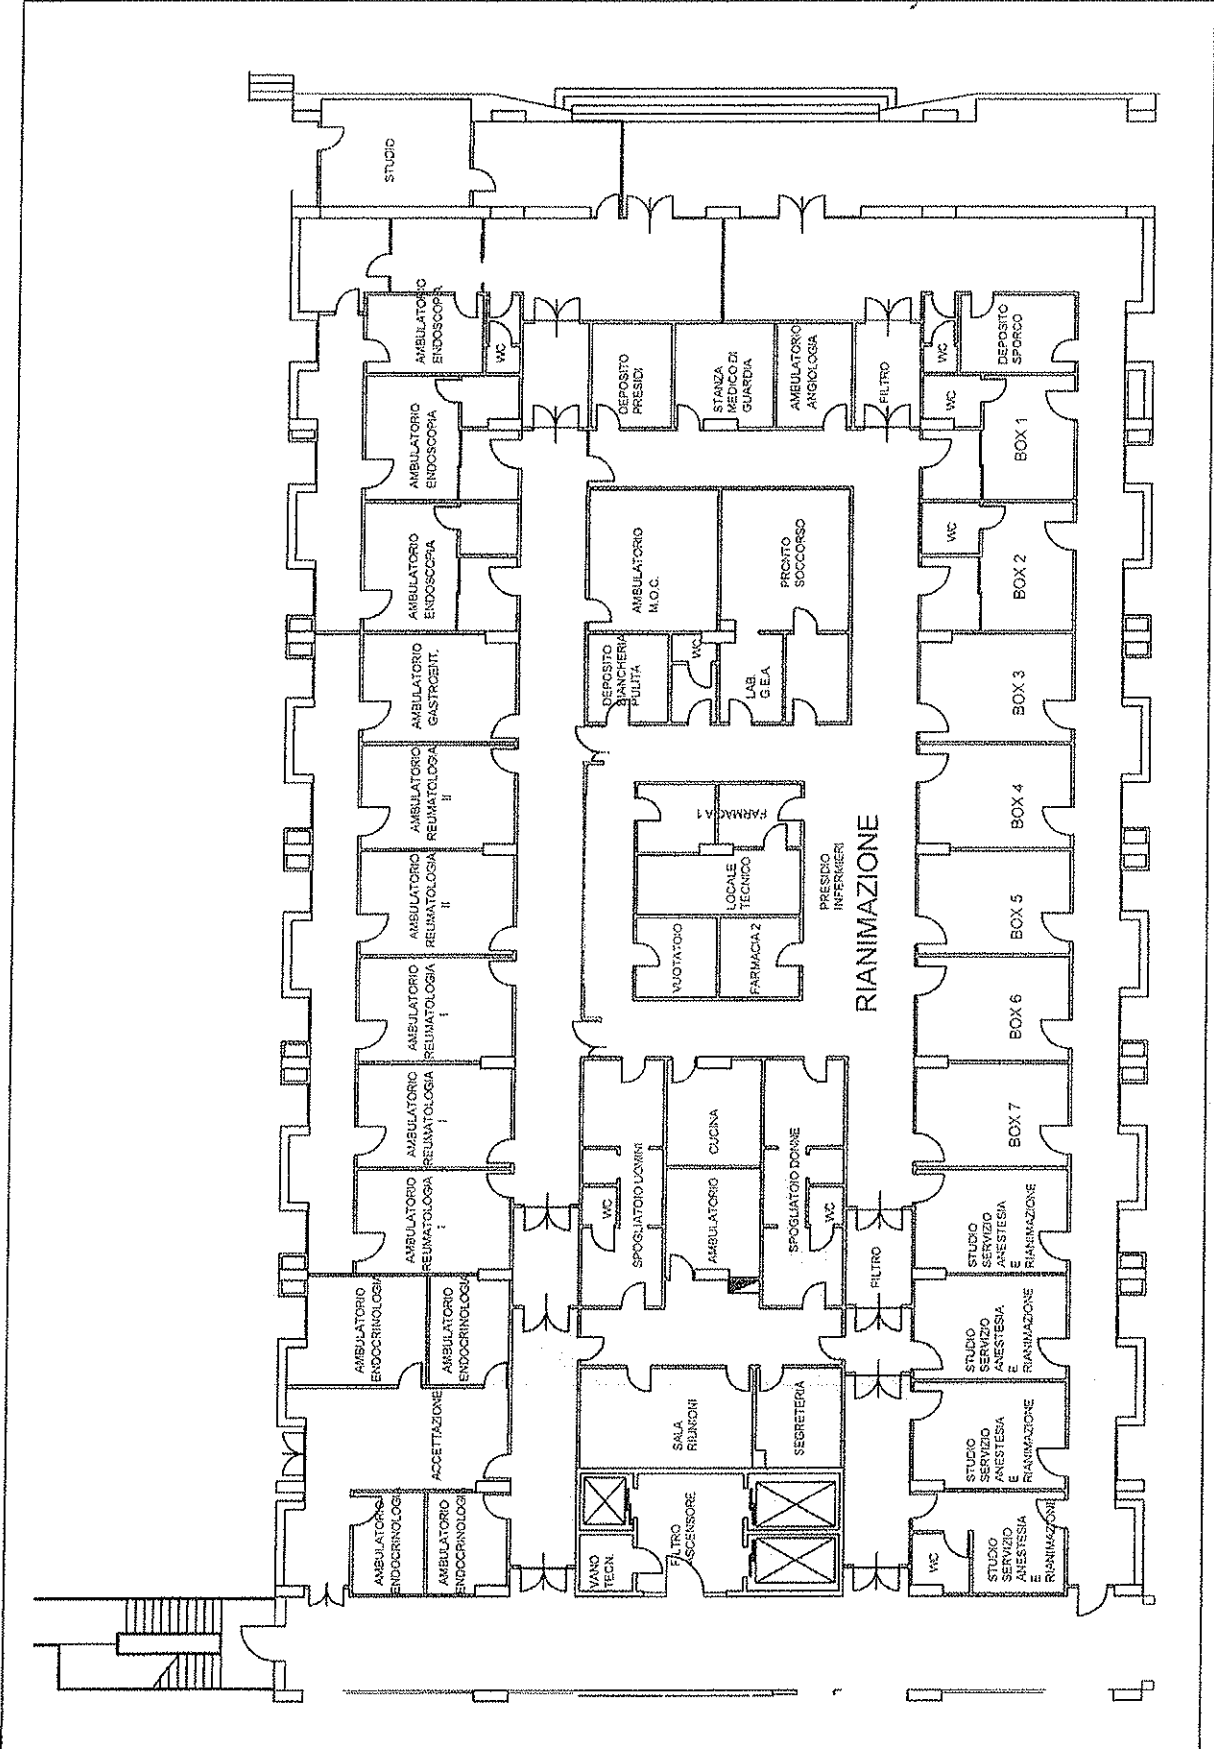 STUDIO
AMBULATORIO
ENDOSCOPIA
WC
DEPOSITO
PRESIDI
STANZA
MEDICO DI
GUARDIA
AMBULATORIO
ANGIOLOGIA
FILTRO
WC
DEPOSITO
SPORCO
AMBULATORIO
ENDOSCOPIA
WC
BOX 1
AMBULATORIO
ENDOSCOPIA
AMBULATORIO
M.O.C.
PRONTO
SOCCORSO
WC
BOX 2
AMBULATORIO
GASTROENT.
DEPOSITO
BIANCHERIA
PULITA
WC
LAB.
G.E.A.
BOX 3
AMBULATORIO
REUMATOLOGIA
II
FARMACIA 1
FARMACIA
BOX 4
AMBULATORIO
REUMATOLOGIA
II
LOCALE
TECNICO
PRESIDIO
INFERMIERI
RIANIMAZIONE
BOX 5
AMBULATORIO
REUMATOLOGIA
I
VUOTATOIO
FARMACIA 2
BOX 6
AMBULATORIO
REUMATOLOGIA
I
CUCINA
BOX 7
AMBULATORIO
REUMATOLOGIA
I
WC
SPOGLIATOIO UOMINI
AMBULATORIO
SPOGLIATOIO DONNE
WC
FILTRO
STUDIO
SERVIZIO
ANESTESIA
E
RIANIMAZIONE
AMBULATORIO
ENDOCRINOLOGIA
AMBULATORIO
ENDOCRINOLOGIA
STUDIO
SERVIZIO
ANESTESIA
E
RIANIMAZIONE
ACCETTAZIONE
SALA
RIUNIONI
SEGRETERIA
STUDIO
SERVIZIO
ANESTESIA
E
RIANIMAZIONE
AMBULATORIO
ENDOCRINOLOGIA
AMBULATORIO
ENDOCRINOLOGIA
VANO
TECN.
FILTRO
ASCENSORE
WC
STUDIO
SERVIZIO
ANESTESIA
E
RIANIMAZIONE